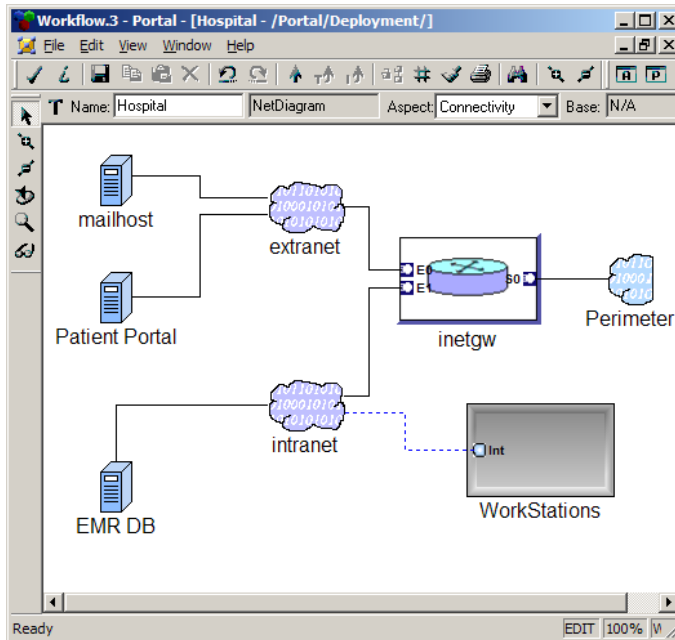 Workflow.3 - Portal - [Hospital - /Portal/Deployment/]
File Edit View Window Help
A P
T Name: Hospital NetDiagram Aspect: Connectivity Base: N/A
mailhost
extranet
Patient Portal
E0
E1
S0
inetgw
Perimeter
intranet
Int
WorkStations
EMR DB
Ready EDIT 100%